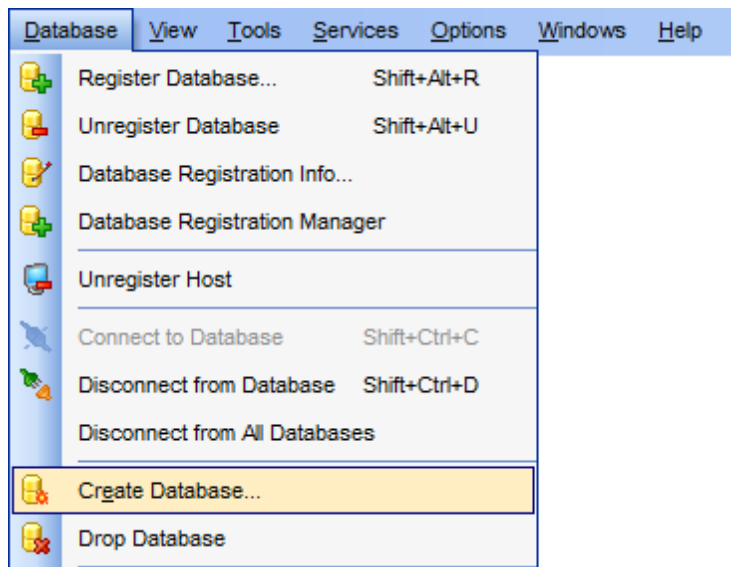 Database View Tools Services Options Windows Help
Register Database... Shift+Alt+R
Unregister Database Shift+Alt+U
Database Registration Info...
Database Registration Manager
Unregister Host
Connect to Database Shift+Ctrl+C
Disconnect from Database Shift+Ctrl+D
Disconnect from All Databases
Create Database...
Drop Database